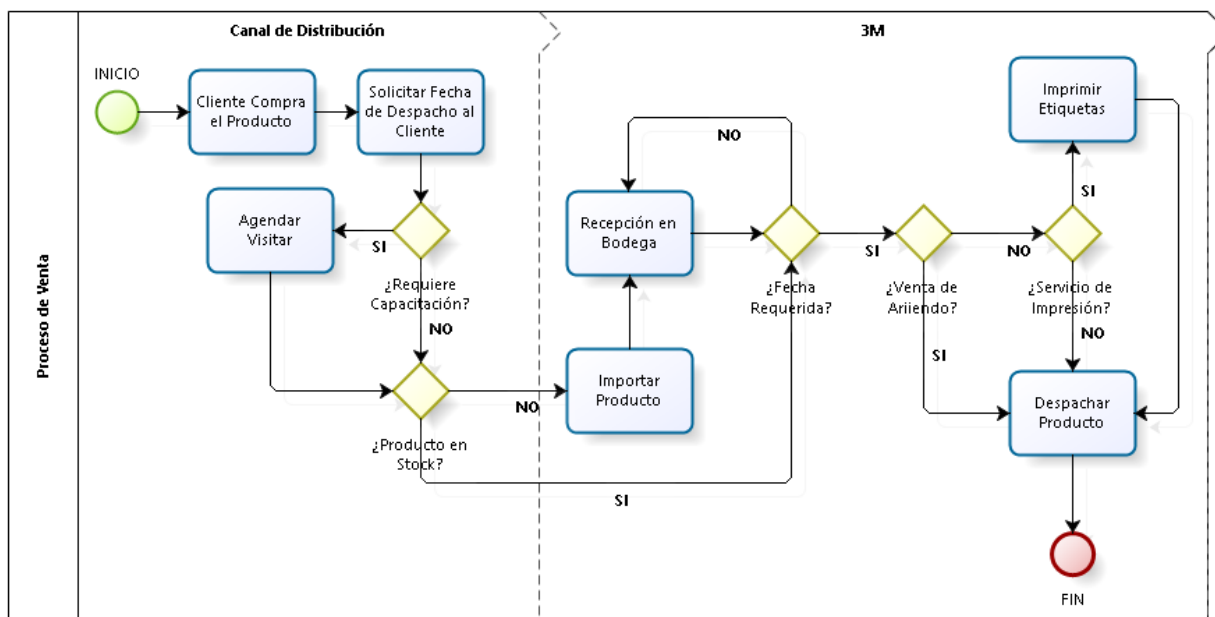 Proceso de Venta
Canal de Distribución
3M
INICIO
Cliente Compra
el Producto
Solicitar Fecha
de Despacho al
Cliente
Agendar
Visitar
SI
¿Requiere
Capacitación?
NO
¿Producto en
Stock?
NO
SI
Importar
Producto
Recepción en
Bodega
NO
¿Fecha
Requerida?
SI
¿Venta de
Ariiendo?
SI
NO
¿Servicio de
Impresión?
SI
NO
Imprimir
Etiquetas
Despachar
Producto
FIN